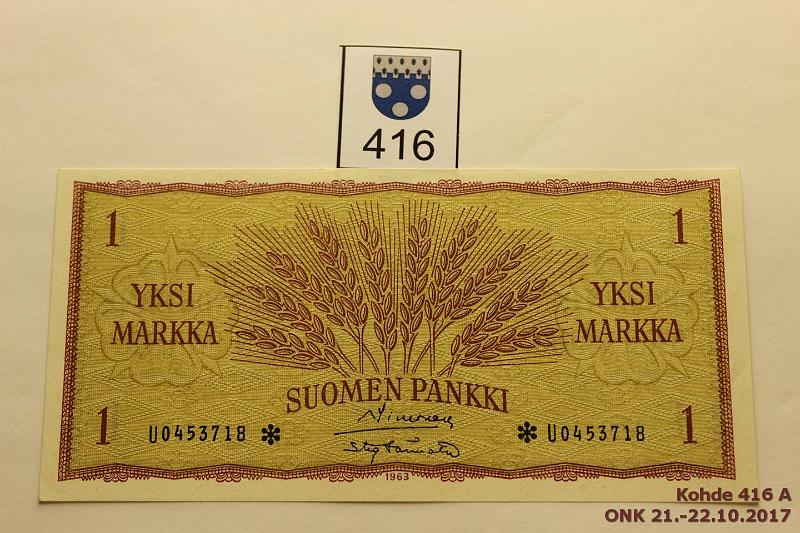 416
1 1
YKSI YKSI
MARKKA MARKKA
SUOMEN PANKKI
1 U0453718 * * U0453718 1
1963
Kohde 416 A
ONK 21.-22.10.2017